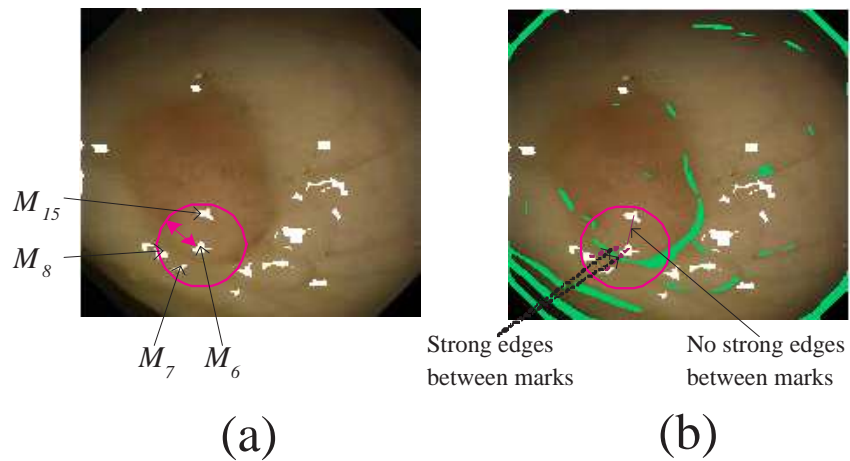 M15
M8
M7 M6
Strong edges
between marks
No strong edges
between marks
(a) (b)